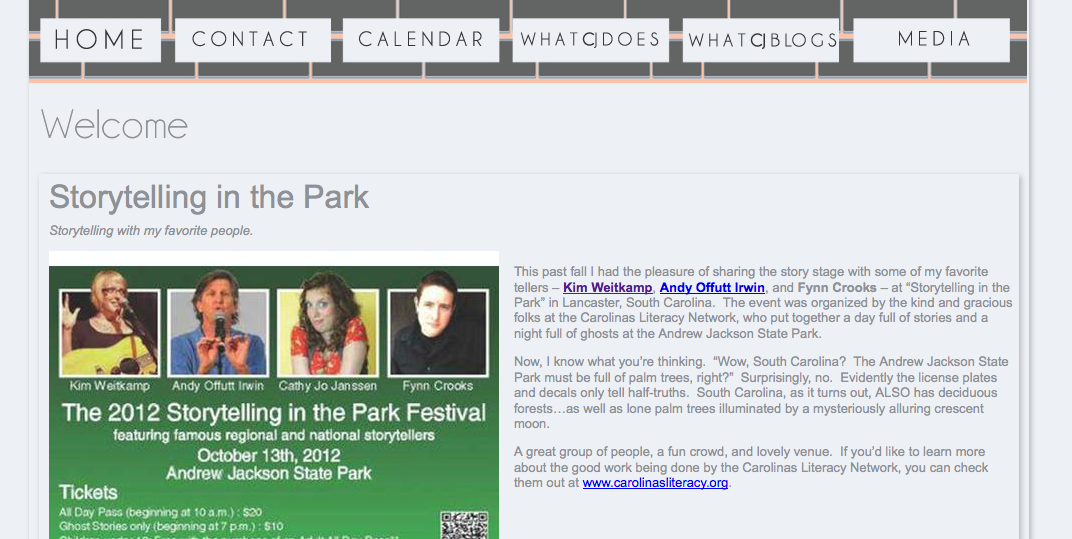 HOME CONTACT CALENDAR WHATCJDOES WHATCJBLOGS MEDIA
Welcome
Storytelling in the Park
Storytelling with my favorite people.
Kim Weitkamp Andy Offutt Irwin Cathy Jo Janssen Fynn Crooks
The 2012 Storytelling in the Park Festival
featuring famous regional and national storytellers
October 13th, 2012
Andrew Jackson State Park
Tickets
All Day Pass (beginning at 10 a.m.) : $20
Ghost Stories only (beginning at 7 p.m.) : $10
This past fall I had the pleasure of sharing the story stage with some of my favorite
tellers – Kim Weitkamp, Andy Offutt Irwin, and Fynn Crooks – at “Storytelling in the
Park” in Lancaster, South Carolina. The event was organized by the kind and gracious
folks at the Carolinas Literacy Network, who put together a day full of stories and a
night full of ghosts at the Andrew Jackson State Park.
Now, I know what you’re thinking. “Wow, South Carolina? The Andrew Jackson State
Park must be full of palm trees, right?” Surprisingly, no. Evidently the license plates
and decals only tell half-truths. South Carolina, as it turns out, ALSO has deciduous
forests…as well as lone palm trees illuminated by a mysteriously alluring crescent
moon.
A great group of people, a fun crowd, and lovely venue. If you’d like to learn more
about the good work being done by the Carolinas Literacy Network, you can check
them out at www.carolinasliteracy.org.